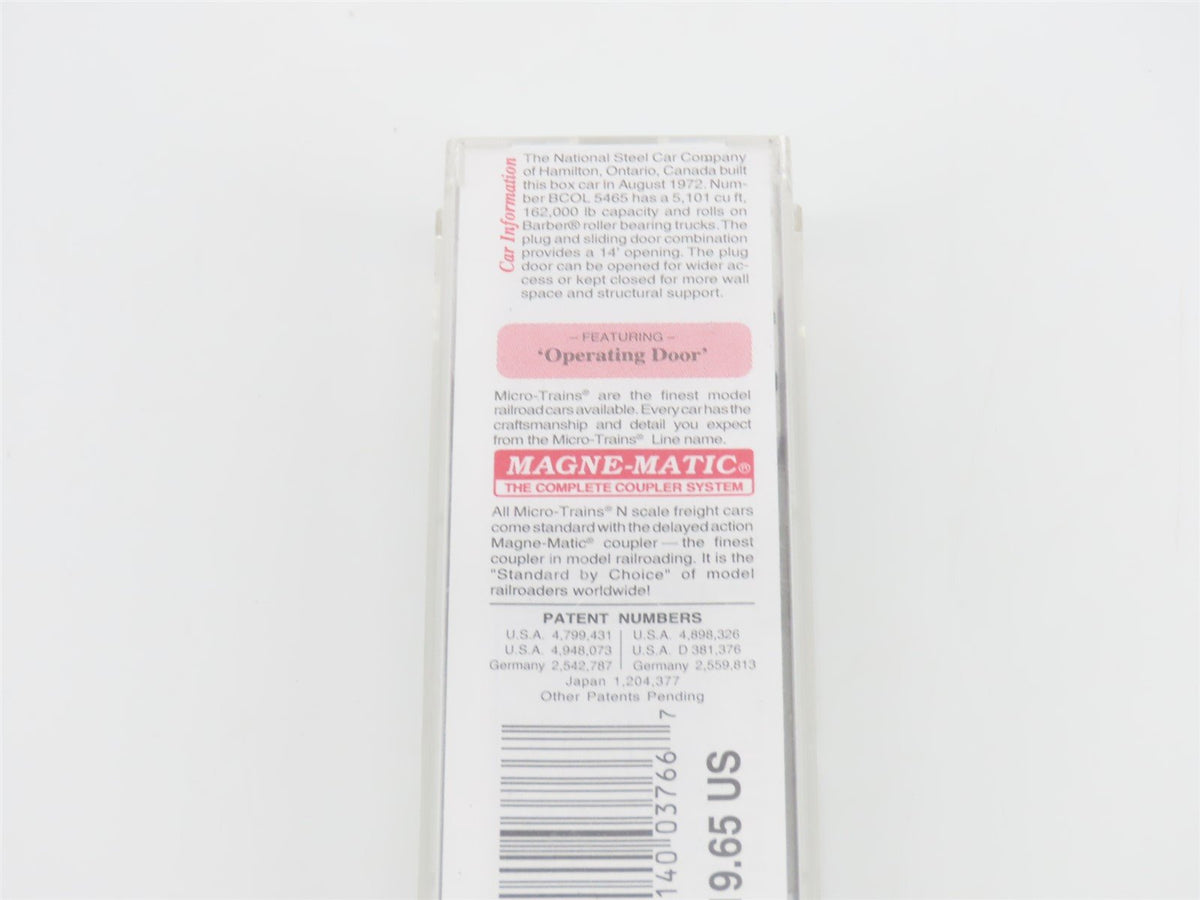 Car Information
The National Steel Car Company
of Hamilton, Ontario, Canada built
this box car in August 1972. Num-
ber BCOL 5465 has a 5,101 cu ft,
162,000 lb capacity and rolls on
Barber® roller bearing trucks. The
plug and sliding door combination
provides a 14' opening. The plug
door can be opened for wider ac-
cess or kept closed for more wall
space and structural support.
– FEATURING –
'Operating Door'
Micro-Trains® are the finest model
railroad cars available. Every car has the
craftsmanship and detail you expect
from the Micro-Trains® Line name.
MAGNE-MATIC®
THE COMPLETE COUPLER SYSTEM
All Micro-Trains® N scale freight cars
come standard with the delayed action
Magne-Matic® coupler — the finest
coupler in model railroading. It is the
"Standard by Choice" of model
railroaders worldwide!
PATENT NUMBERS
U.S.A. 4,799,431 | U.S.A. 4,898,326
U.S.A. 4,948,073 | U.S.A. D 381,376
Germany 2,542,787 | Germany 2,559,813
Japan 1,204,377
Other Patents Pending
140 03766 7
19.65 US